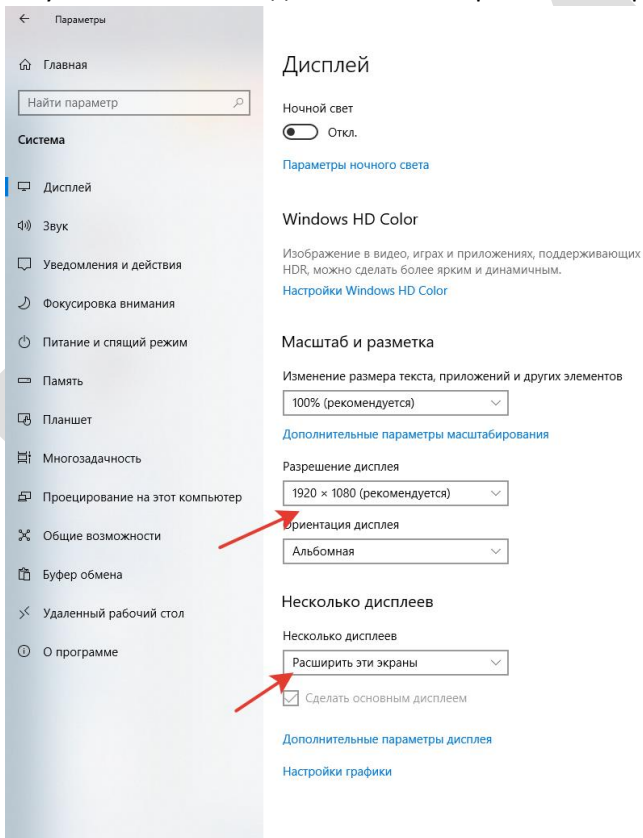 Параметры
Главная
Найти параметр
Система
Дисплей
Звук
Уведомления и действия
Фокусировка внимания
Питание и спящий режим
Память
Планшет
Многозадачность
Проецирование на этот компьютер
Общие возможности
Буфер обмена
Удаленный рабочий стол
О программе
Дисплей
Ночной свет
Откл.
Параметры ночного света
Windows HD Color
Изображение в видео, играх и приложениях, поддерживающих
HDR, можно сделать более ярким и динамичным.
Настройки Windows HD Color
Масштаб и разметка
Изменение размера текста, приложений и других элементов
100% (рекомендуется)
Дополнительные параметры масштабирования
Разрешение дисплея
1920 × 1080 (рекомендуется)
Ориентация дисплея
Альбомная
Несколько дисплеев
Несколько дисплеев
Расширить эти экраны
Сделать основным дисплеем
Дополнительные параметры дисплея
Настройки графики